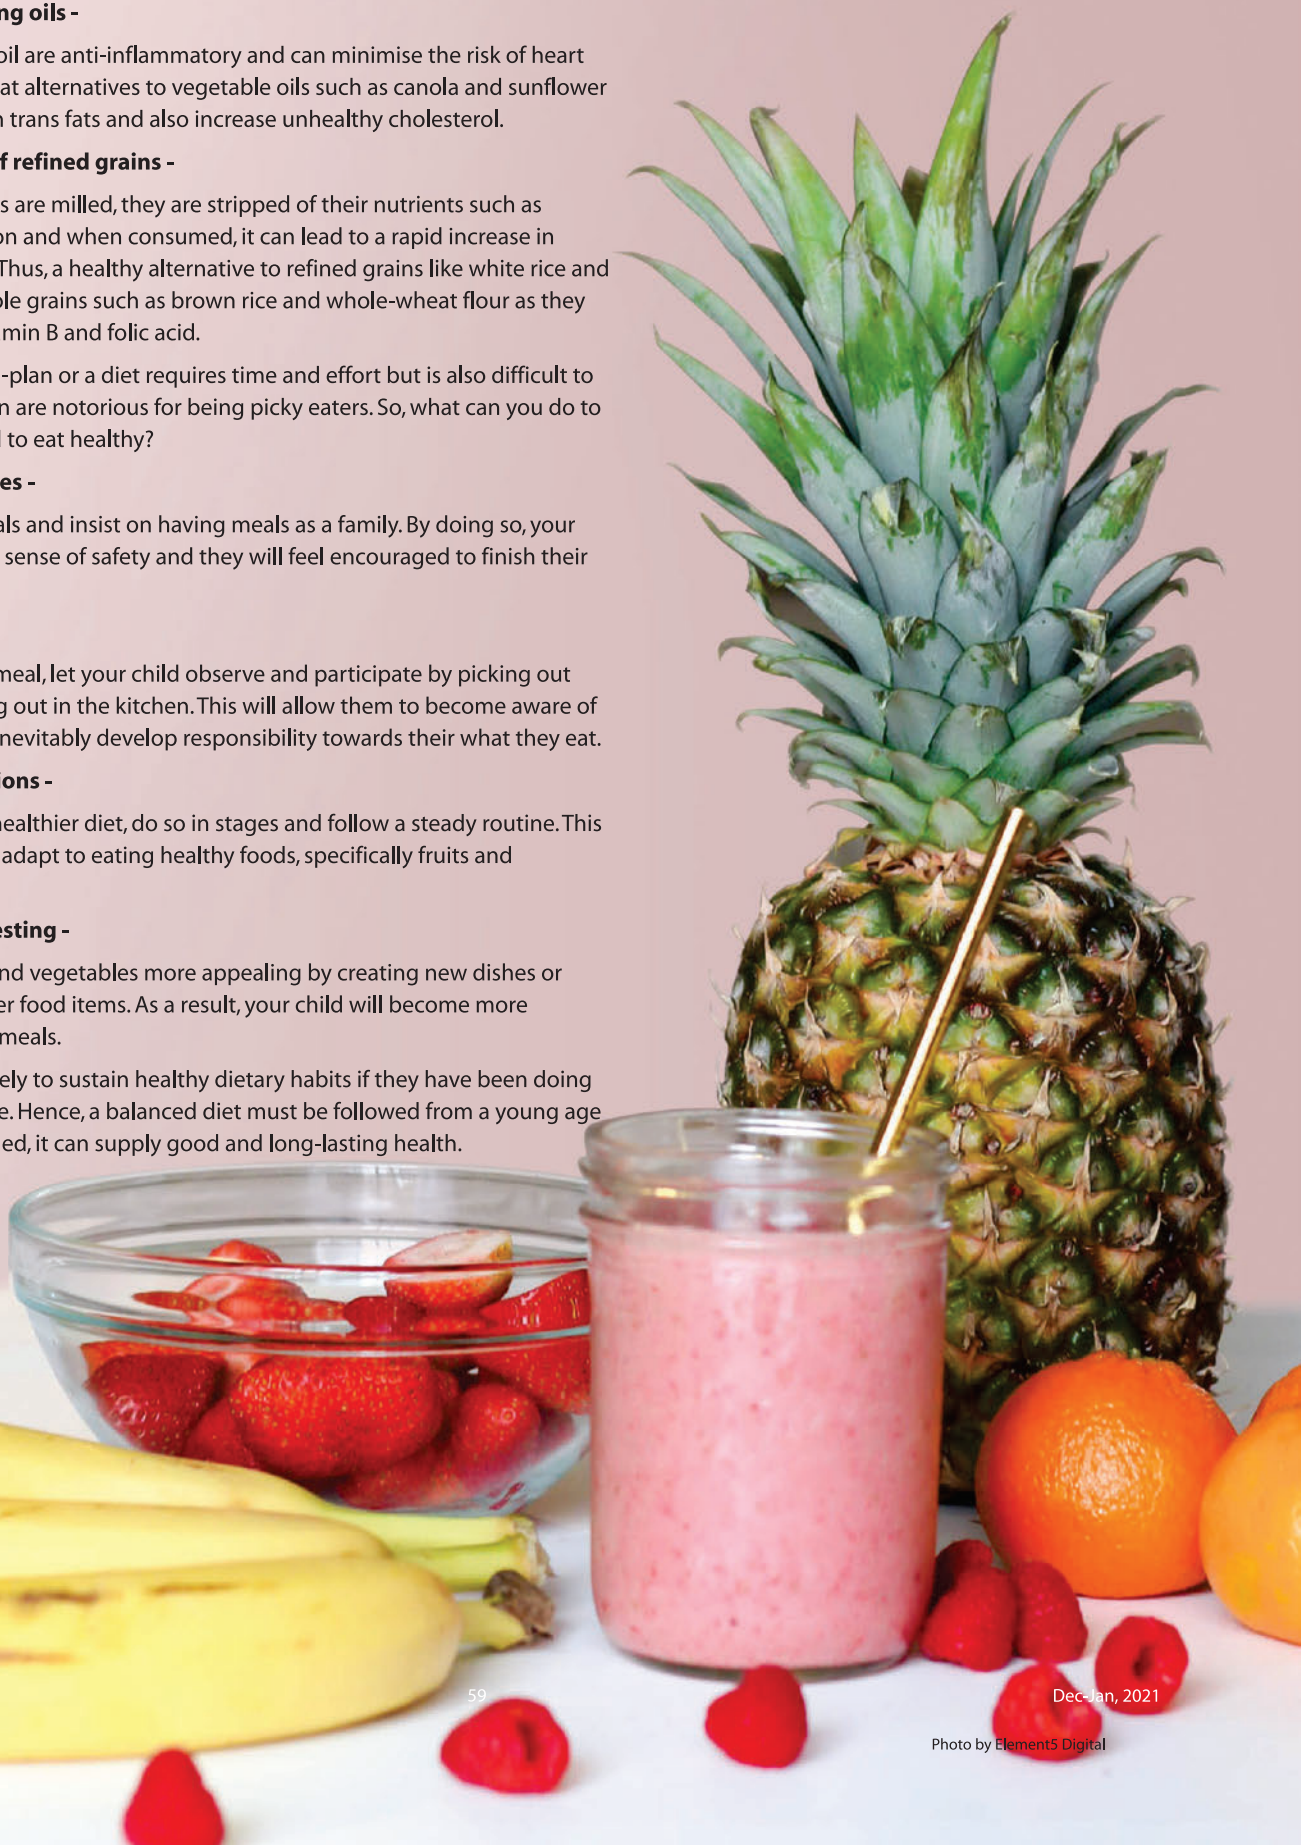 ng oils -
oil are anti-inflammatory and can minimise the risk of heart
at alternatives to vegetable oils such as canola and sunflower
n trans fats and also increase unhealthy cholesterol.
f refined grains -
s are milled, they are stripped of their nutrients such as
on and when consumed, it can lead to a rapid increase in
Thus, a healthy alternative to refined grains like white rice and
ole grains such as brown rice and whole-wheat flour as they
min B and folic acid.
-plan or a diet requires time and effort but is also difficult to
n are notorious for being picky eaters. So, what can you do to
to eat healthy?
es -
als and insist on having meals as a family. By doing so, your
sense of safety and they will feel encouraged to finish their
meal, let your child observe and participate by picking out
g out in the kitchen. This will allow them to become aware of
nevitably develop responsibility towards their what they eat.
ions -
healthier diet, do so in stages and follow a steady routine. This
adapt to eating healthy foods, specifically fruits and
esting -
nd vegetables more appealing by creating new dishes or
er food items. As a result, your child will become more
meals.
ely to sustain healthy dietary habits if they have been doing
e. Hence, a balanced diet must be followed from a young age
ed, it can supply good and long-lasting health.
59
Dec-Jan, 2021
Photo by Element5 Digital